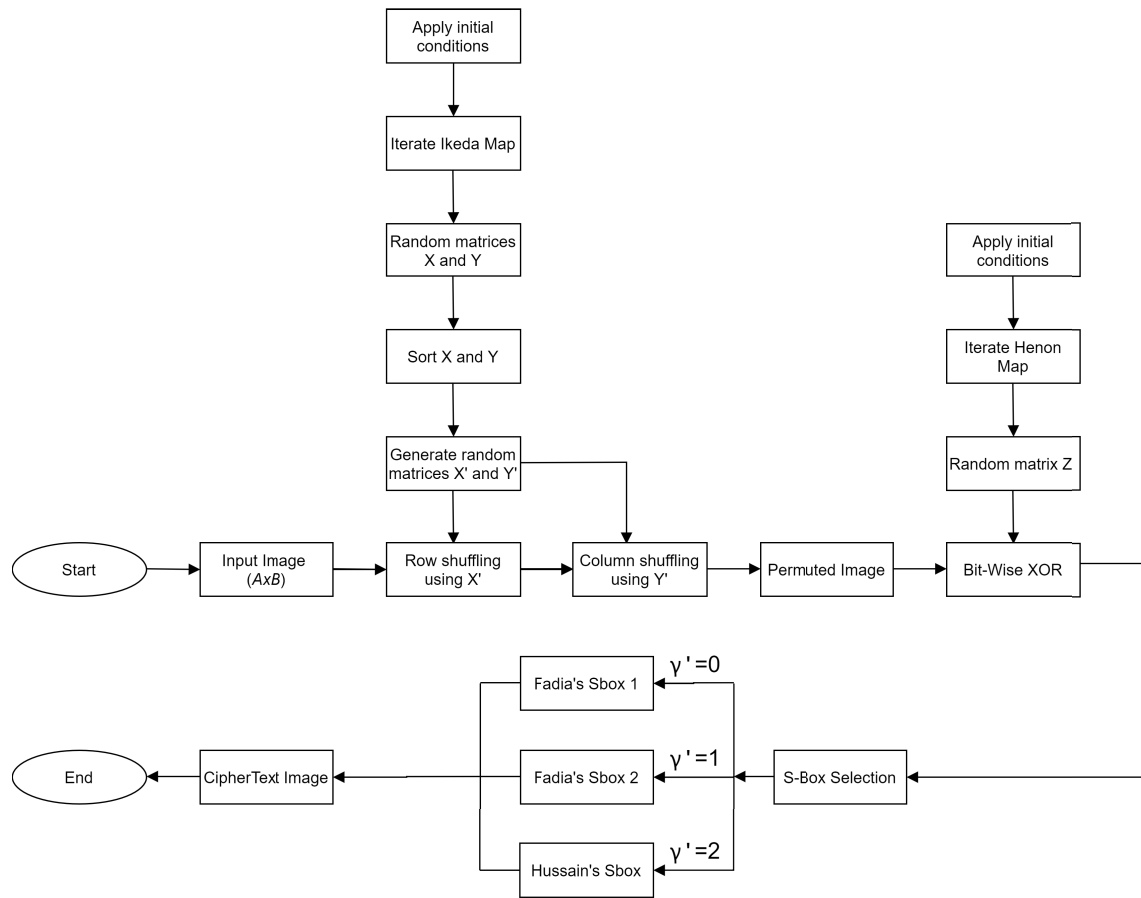 Apply initial
conditions
Iterate Ikeda Map
Random matrices
X and Y
Sort X and Y
Generate random
matrices X' and Y'
Apply initial
conditions
Iterate Henon
Map
Random matrix Z
Start
Input Image
(AxB)
Row shuffling
using X'
Column shuffling
using Y'
Permuted Image
Bit-Wise XOR
S-Box Selection
γ'=0
Fadia's Sbox 1
γ'=1
Fadia's Sbox 2
γ'=2
Hussain's Sbox
CipherText Image
End